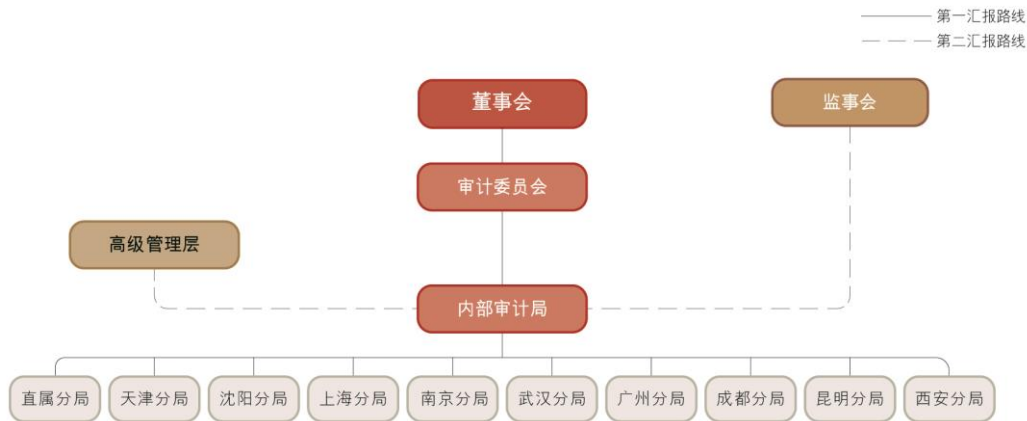 第一汇报路线
第二汇报路线
董事会
监事会
审计委员会
高级管理层
内部审计局
直属分局
天津分局
沈阳分局
上海分局
南京分局
武汉分局
广州分局
成都分局
昆明分局
西安分局